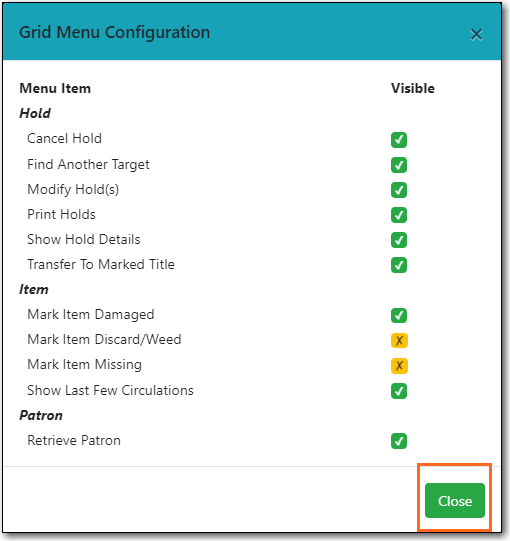 Grid Menu Configuration ×
Menu Item Visible
Hold
Cancel Hold ✓
Find Another Target ✓
Modify Hold(s) ✓
Print Holds ✓
Show Hold Details ✓
Transfer To Marked Title ✓
Item
Mark Item Damaged ✓
Mark Item Discard/Weed ✗
Mark Item Missing ✗
Show Last Few Circulations ✓
Patron
Retrieve Patron ✓
Close